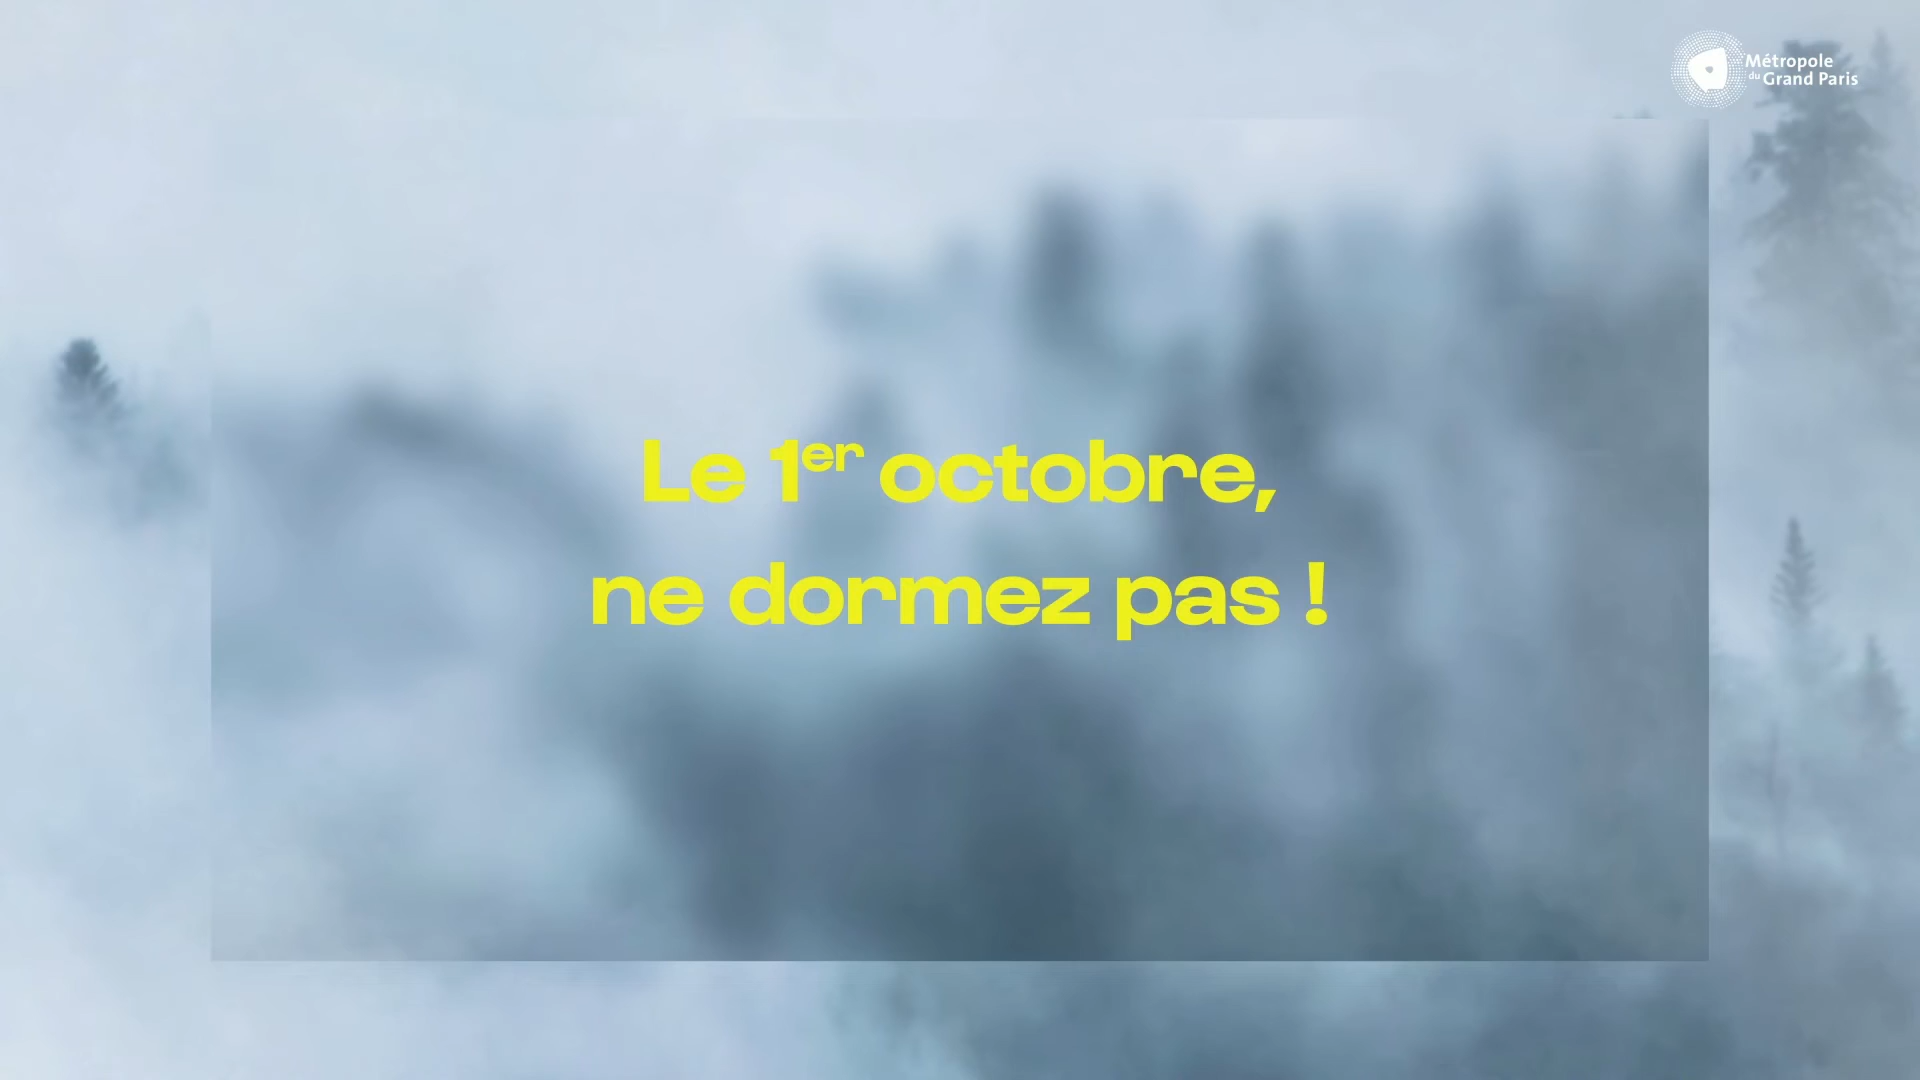 Métropole
du Grand Paris
Le 1er octobre,
ne dormez pas !